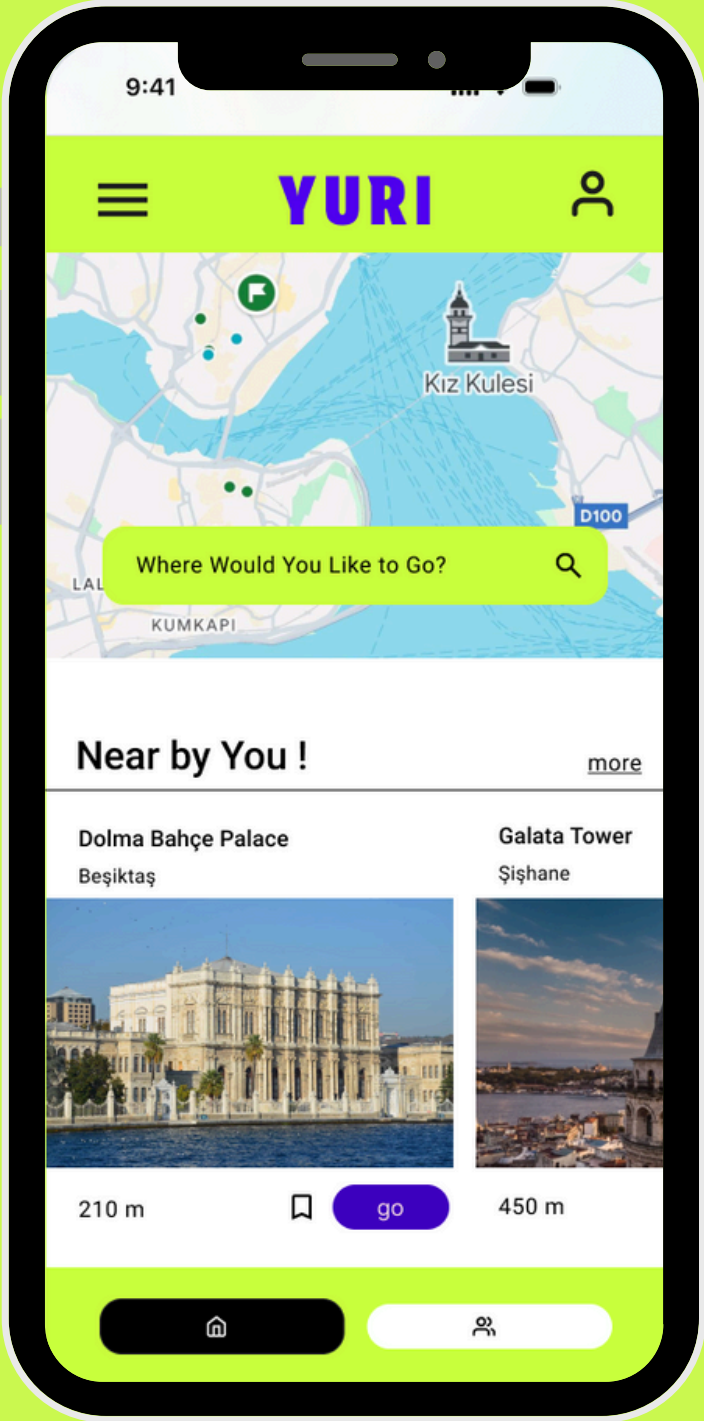 9:41
YURI
Kız Kulesi
D100
Where Would You Like to Go?
LAL
KUMKAPI
Near by You !
more
Dolma Bahçe Palace
Beşiktaş
Galata Tower
Şişhane
210 m
go
450 m